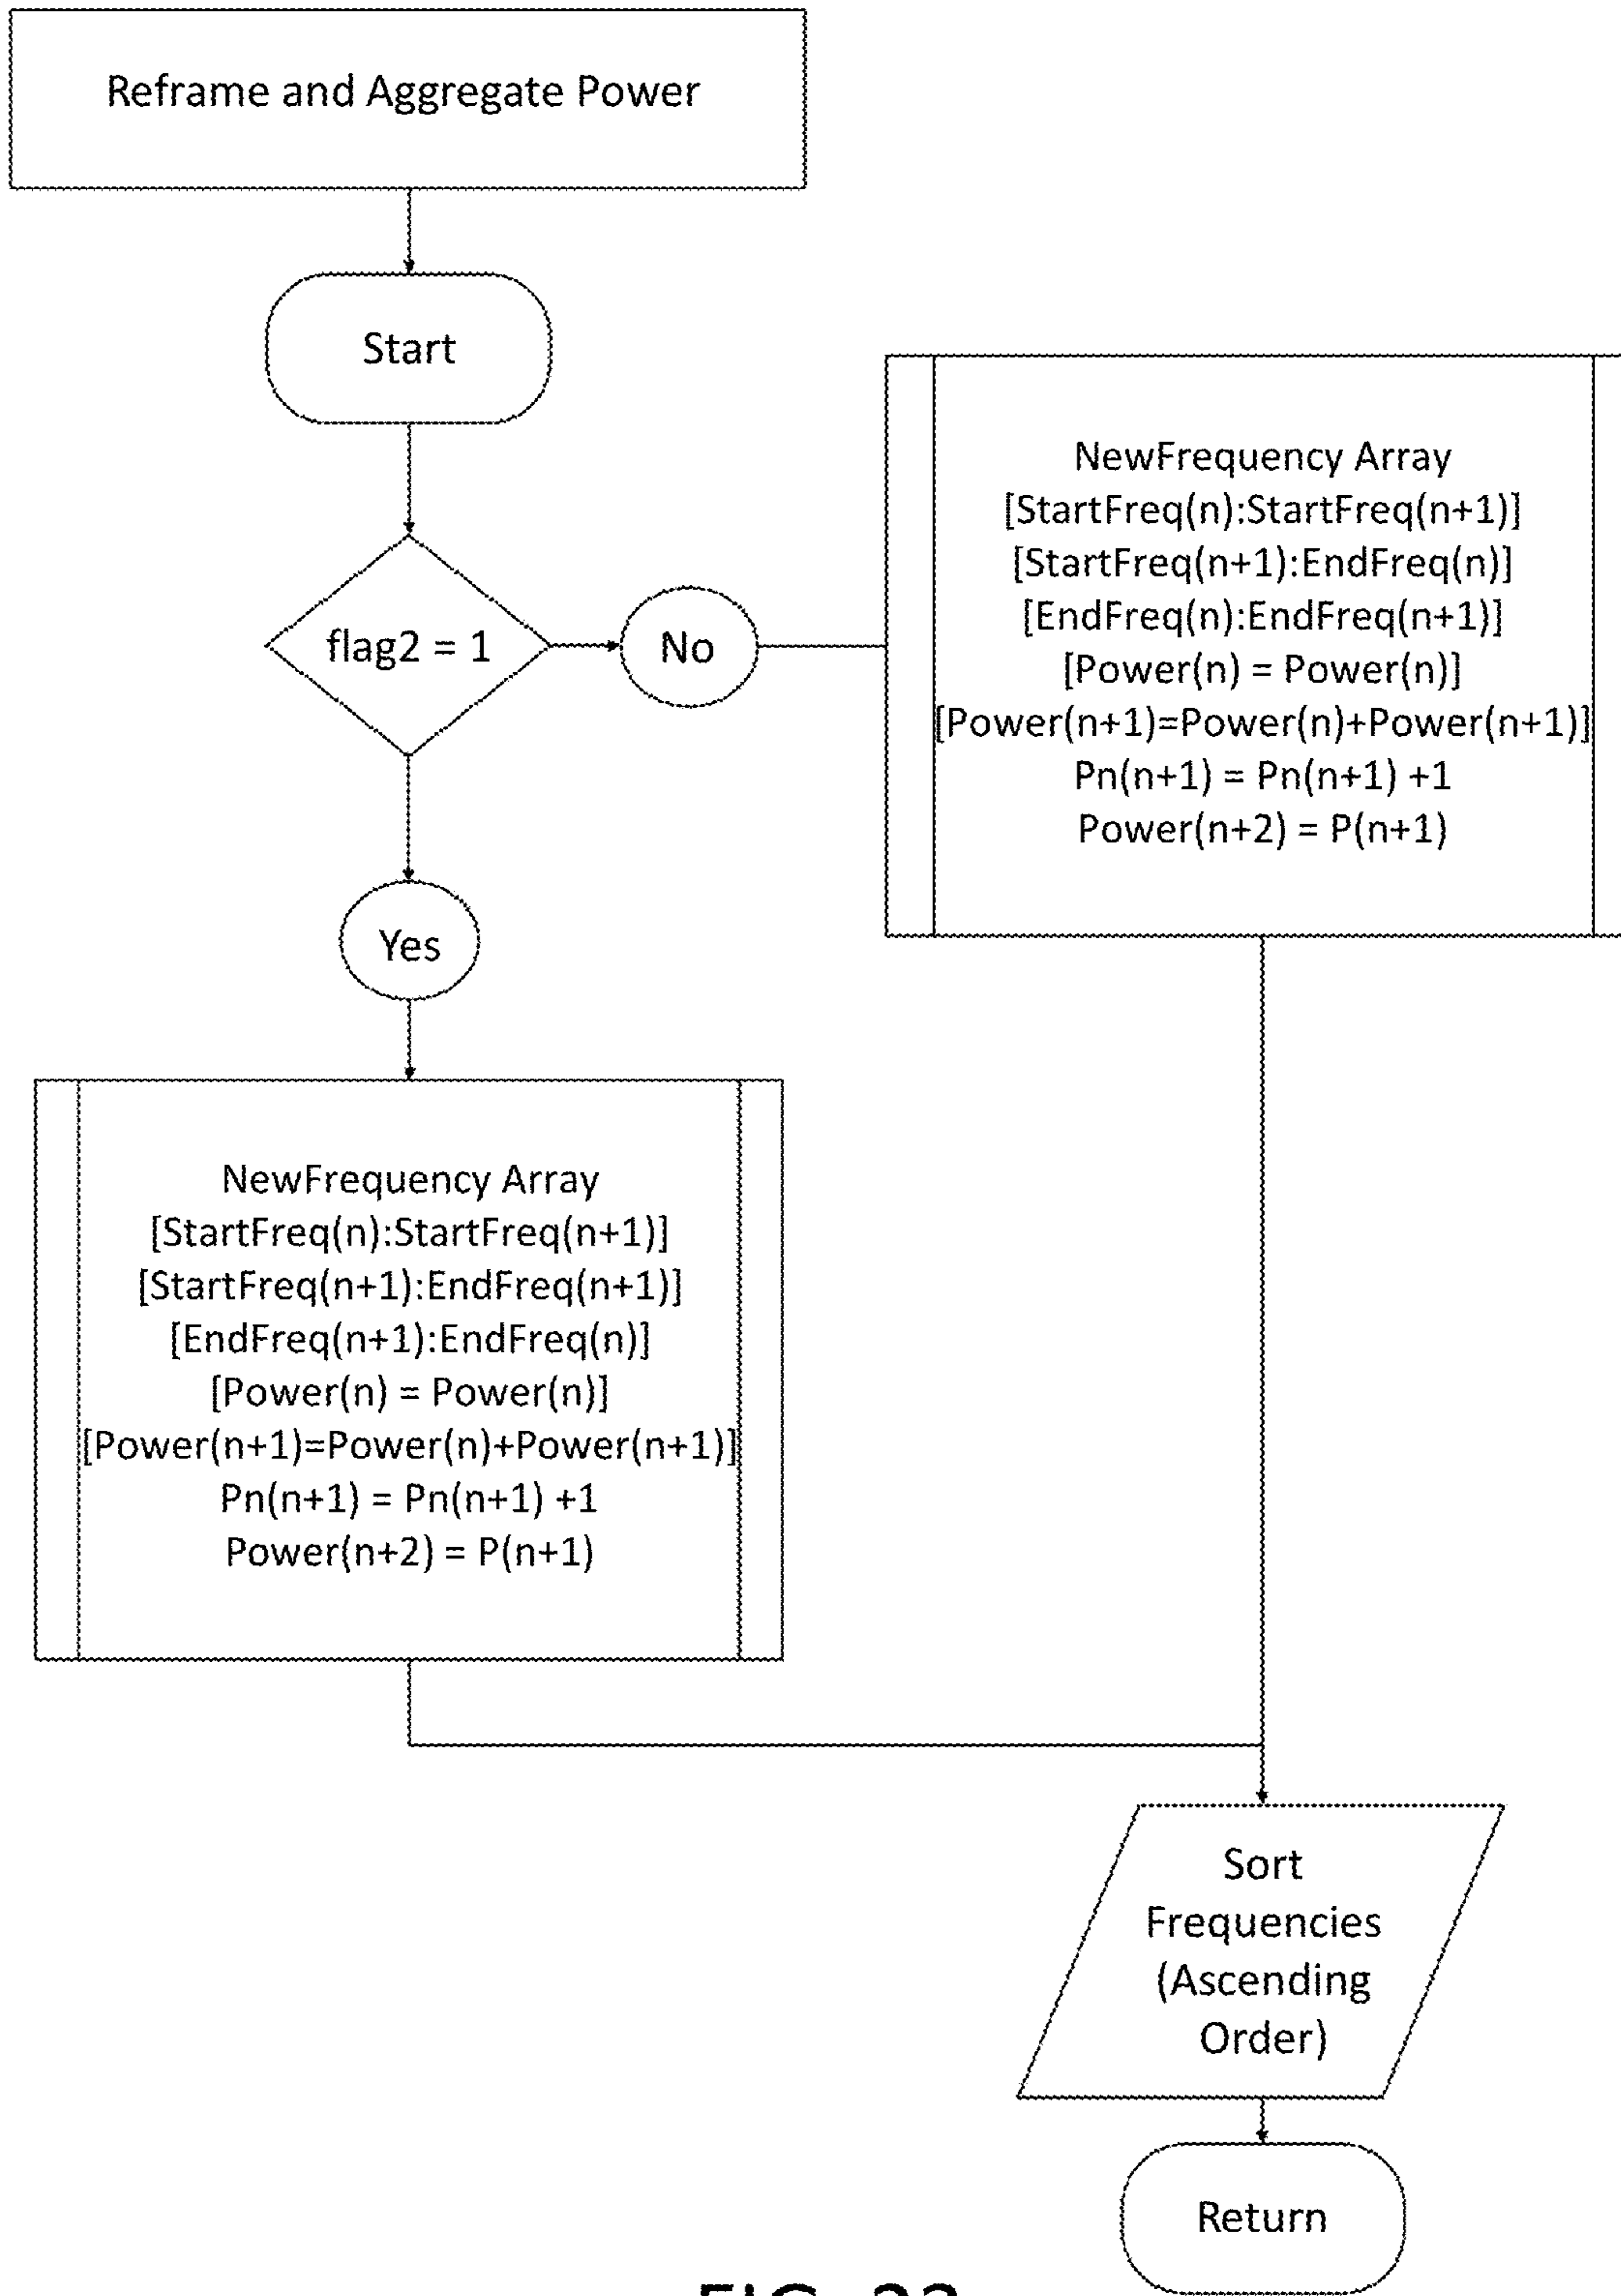 Reframe and Aggregate Power
Start
flag2 = 1
No
NewFrequency Array
[StartFreq(n):StartFreq(n+1)]
[StartFreq(n+1):EndFreq(n)]
[EndFreq(n):EndFreq(n+1)]
[Power(n) = Power(n)]
[Power(n+1)=Power(n)+Power(n+1)]
Pn(n+1) = Pn(n+1) +1
Power(n+2) = P(n+1)
Yes
NewFrequency Array
[StartFreq(n):StartFreq(n+1)]
[StartFreq(n+1):EndFreq(n+1)]
[EndFreq(n+1):EndFreq(n)]
[Power(n) = Power(n)]
[Power(n+1)=Power(n)+Power(n+1)]
Pn(n+1) = Pn(n+1) +1
Power(n+2) = P(n+1)
Sort
Frequencies
(Ascending
Order)
Return